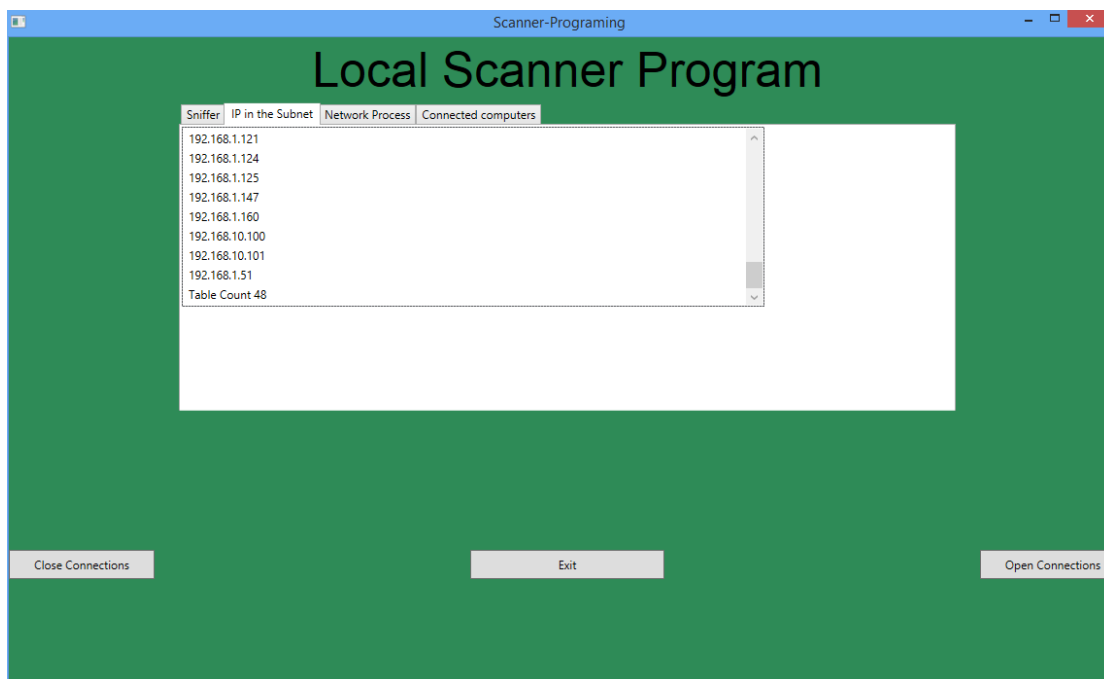 Scanner-Programing
Local Scanner Program
Sniffer IP in the Subnet Network Process Connected computers
192.168.1.121
192.168.1.124
192.168.1.125
192.168.1.147
192.168.1.160
192.168.10.100
192.168.10.101
192.168.1.51
Table Count 48
Close Connections Exit Open Connections